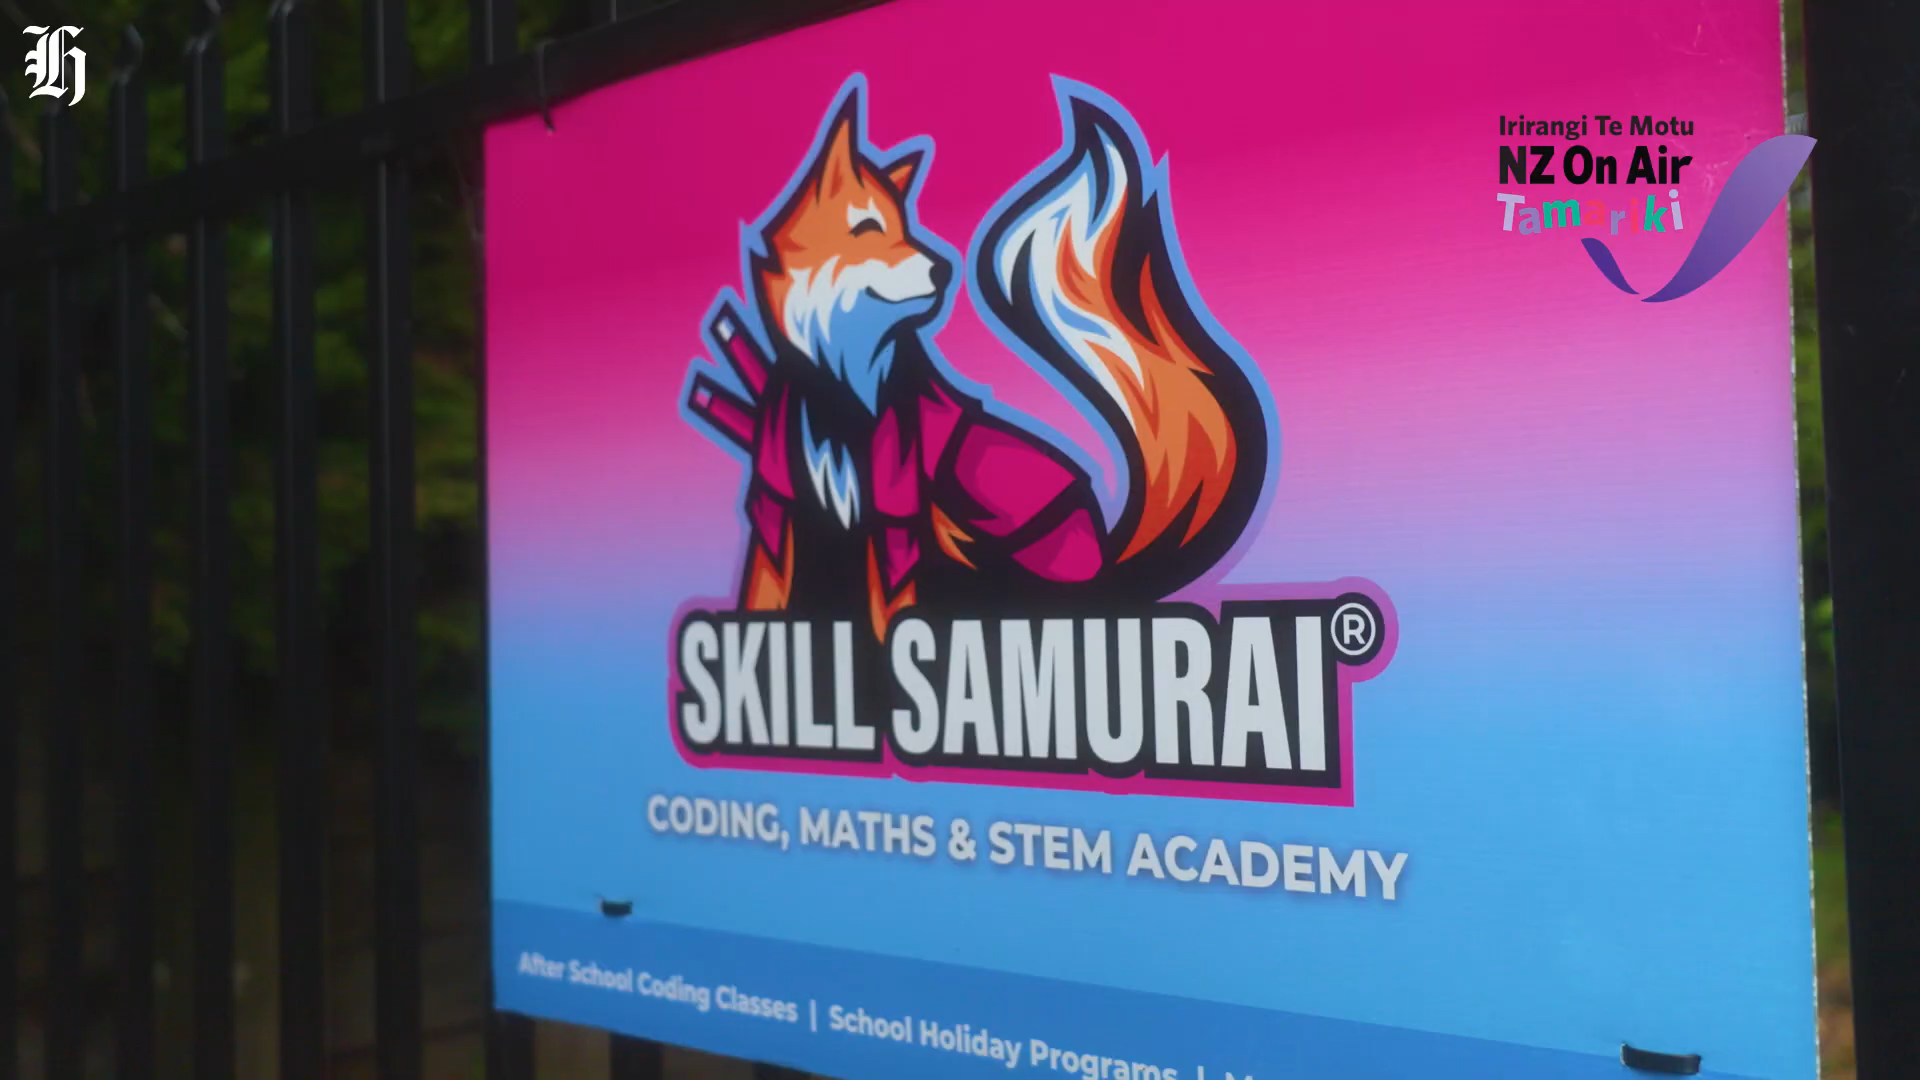 H
Irirangi Te Motu
NZ On Air
Tamariki
SKILL SAMURAI®
CODING, MATHS & STEM ACADEMY
After School Coding Classes | School Holiday Programs |